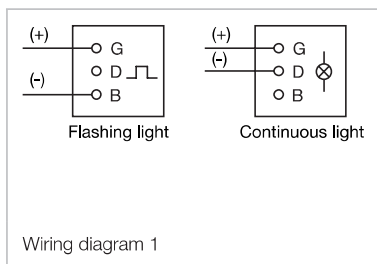 (+)
G
D
(-)
B
Flashing light
(+)
G
(-)
D
B
Continuous light
Wiring diagram 1